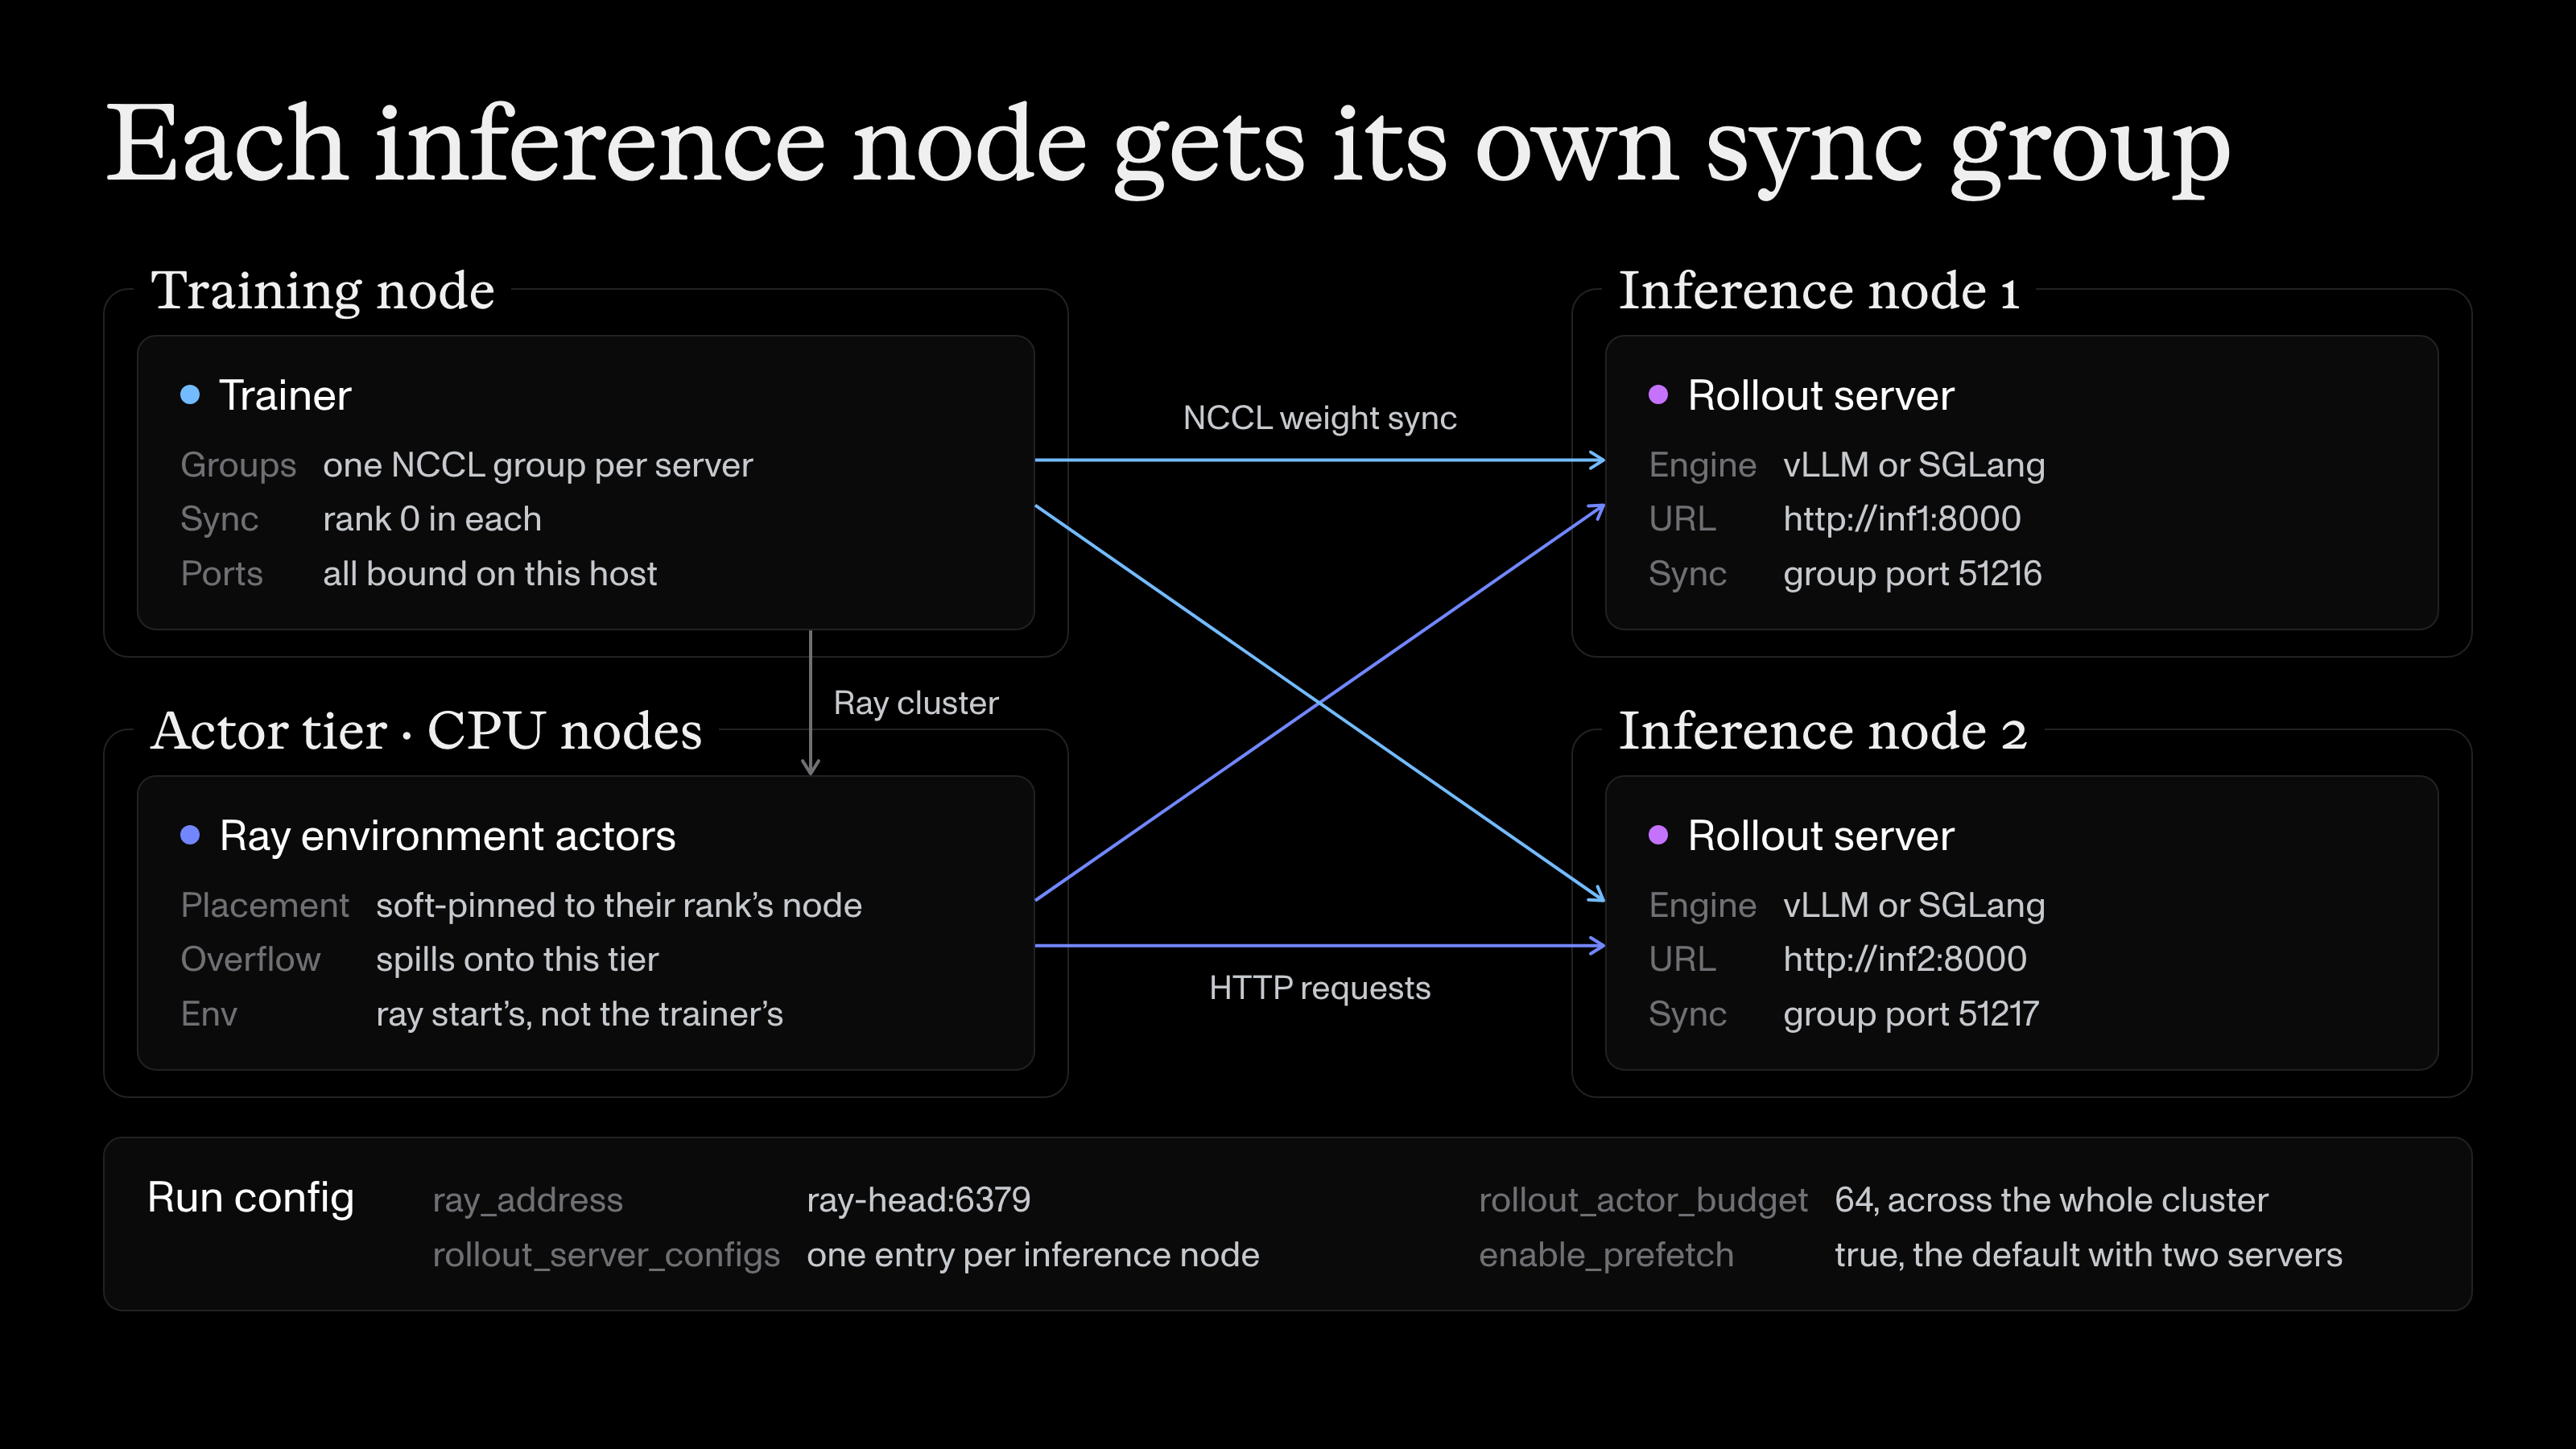 Each inference node gets its own sync group
Training node
Trainer
Groups one NCCL group per server
Sync rank 0 in each
Ports all bound on this host
NCCL weight sync
Inference node 1
Rollout server
Engine vLLM or SGLang
URL http://inf1:8000
Sync group port 51216
Ray cluster
Actor tier · CPU nodes
Ray environment actors
Placement soft-pinned to their rank’s node
Overflow spills onto this tier
Env ray start’s, not the trainer’s
HTTP requests
Inference node 2
Rollout server
Engine vLLM or SGLang
URL http://inf2:8000
Sync group port 51217
Run config
ray_address ray-head:6379
rollout_server_configs one entry per inference node
rollout_actor_budget 64, across the whole cluster
enable_prefetch true, the default with two servers